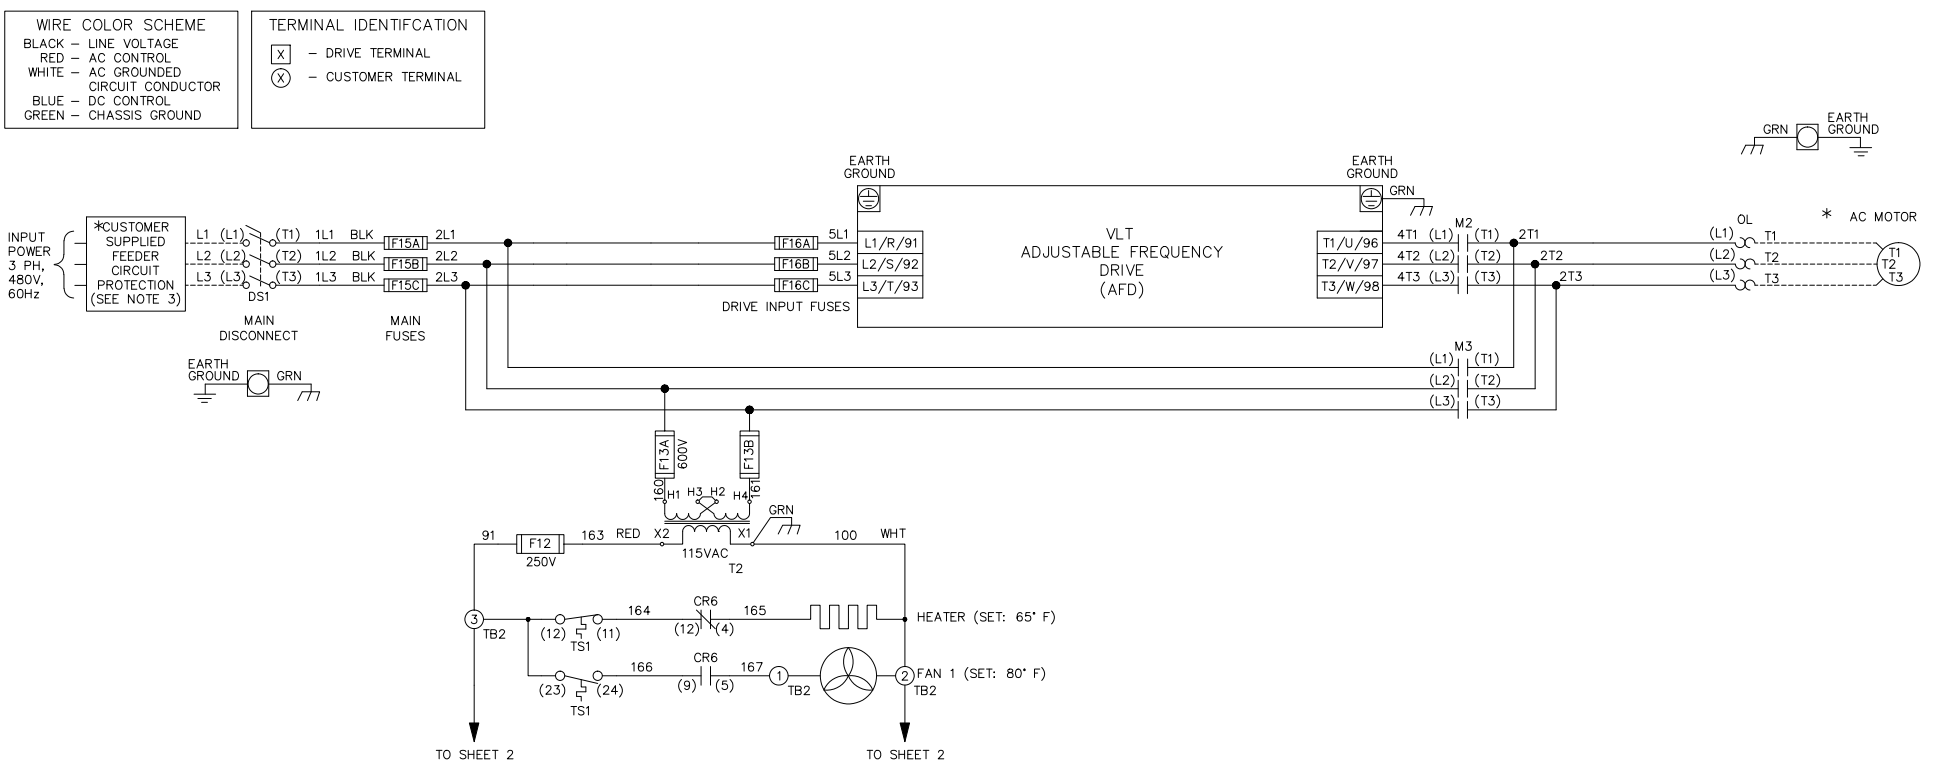 WIRE COLOR SCHEME
BLACK – LINE VOLTAGE
RED – AC CONTROL
WHITE – AC GROUNDED
CIRCUIT CONDUCTOR
BLUE – DC CONTROL
GREEN – CHASSIS GROUND
TERMINAL IDENTIFCATION
X – DRIVE TERMINAL
X – CUSTOMER TERMINAL
GRN
EARTH
GROUND
EARTH
GROUND
EARTH
GROUND
GRN
INPUT
POWER
3 PH,
480V,
60Hz
*CUSTOMER
SUPPLIED
FEEDER
CIRCUIT
PROTECTION
(SEE NOTE 3)
L1 (L1) (T1) 1L1 BLK F15A 2L1
L2 (L2) (T2) 1L2 BLK F15B 2L2
L3 (L3) (T3) 1L3 BLK F15C 2L3
DS1
MAIN
DISCONNECT
MAIN
FUSES
F16A 5L1 L1/R/91
F16B 5L2 L2/S/92
F16C 5L3 L3/T/93
DRIVE INPUT FUSES
VLT
ADJUSTABLE FREQUENCY
DRIVE
(AFD)
M2
T1/U/96 4T1 (L1) (T1) 2T1
T2/V/97 4T2 (L2) (T2) 2T2
T3/W/98 4T3 (L3) (T3) 2T3
OL
(L1) T1
(L2) T2
(L3) T3
* AC MOTOR
T1
T2
T3
M3
(L1) (T1)
(L2) (T2)
(L3) (T3)
EARTH
GROUND
GRN
F13A
600V
F13B
160
H1 H3 H2 H4
161
GRN
91 F12 163 RED X2 X1 100 WHT
250V
115VAC
T2
3
TB2
(12) (11)
TS1
164
CR6
(12) (4)
165
HEATER (SET: 65° F)
(23) (24)
TS1
166
CR6
(9) (5)
167
1
TB2
2
TB2
FAN 1 (SET: 80° F)
TO SHEET 2
TO SHEET 2